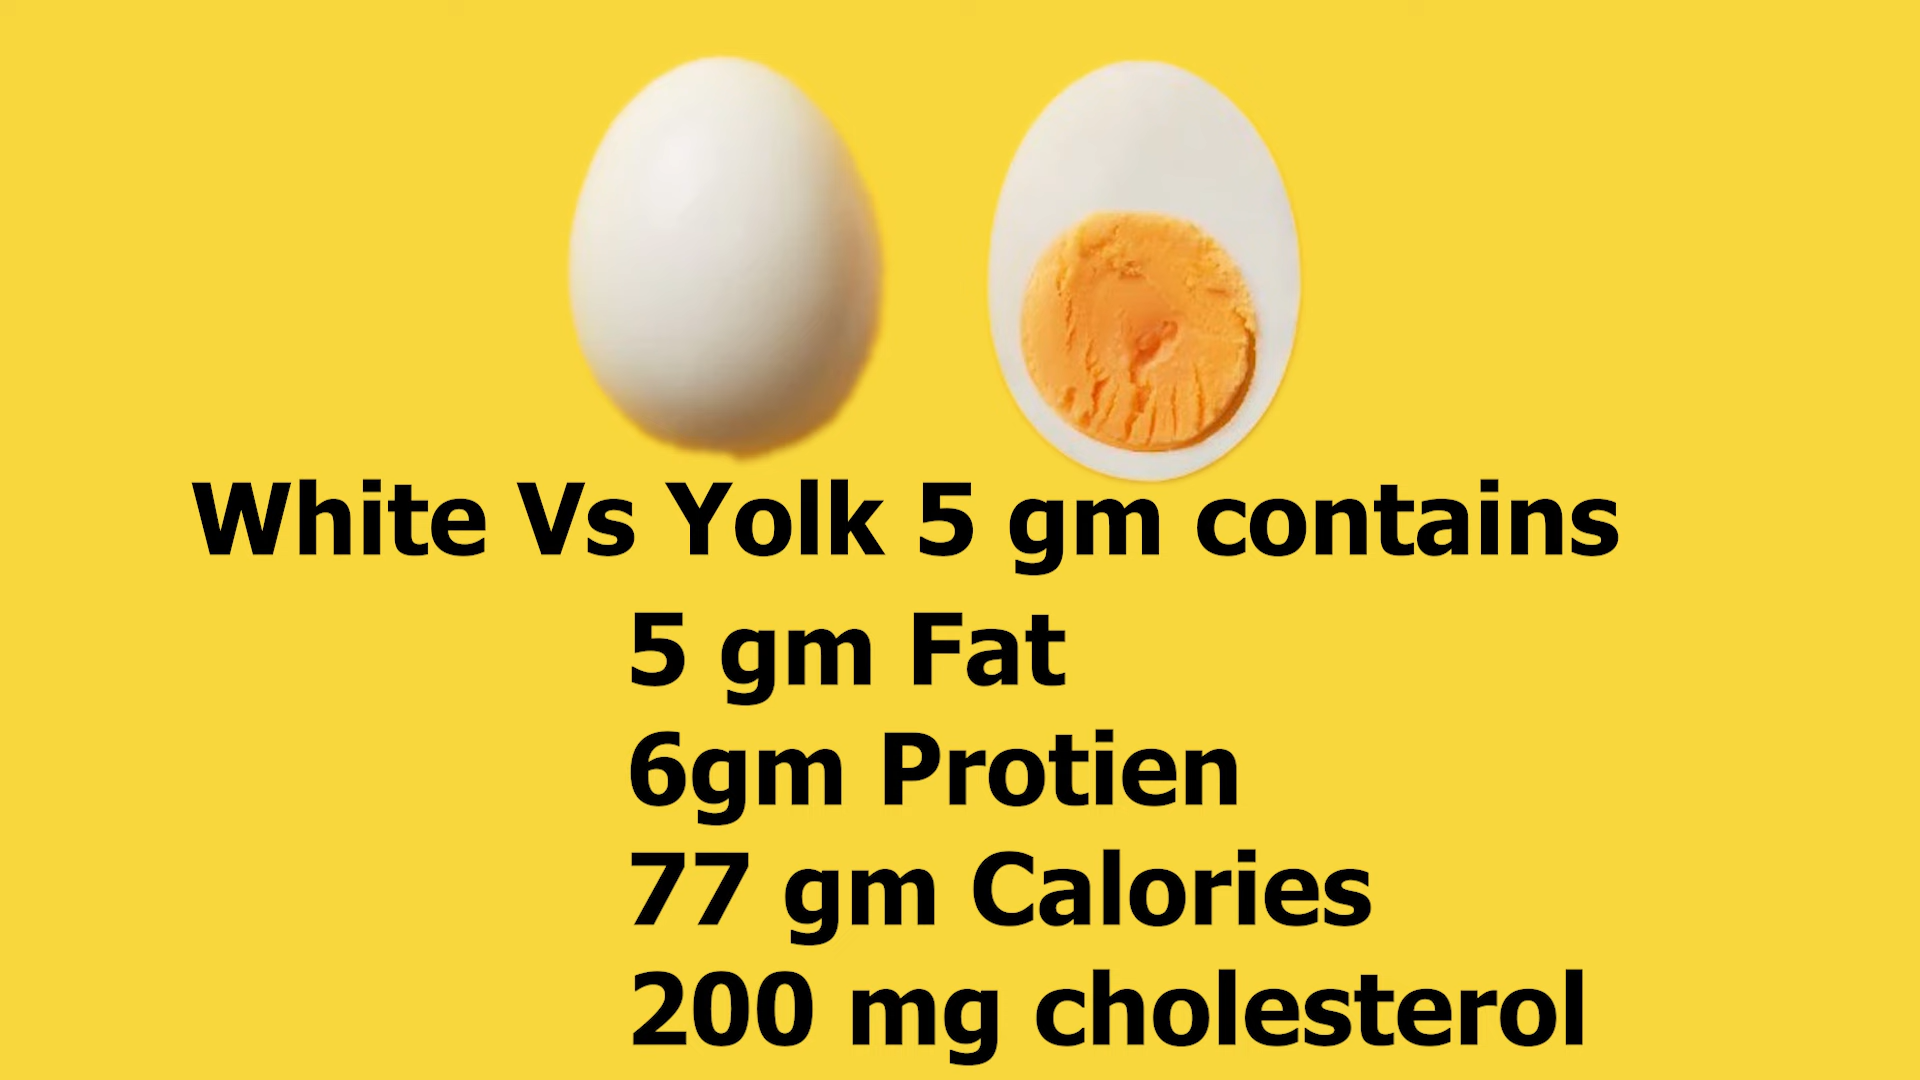 White Vs Yolk 5 gm contains
5 gm Fat
6gm Protien
77 gm Calories
200 mg cholesterol